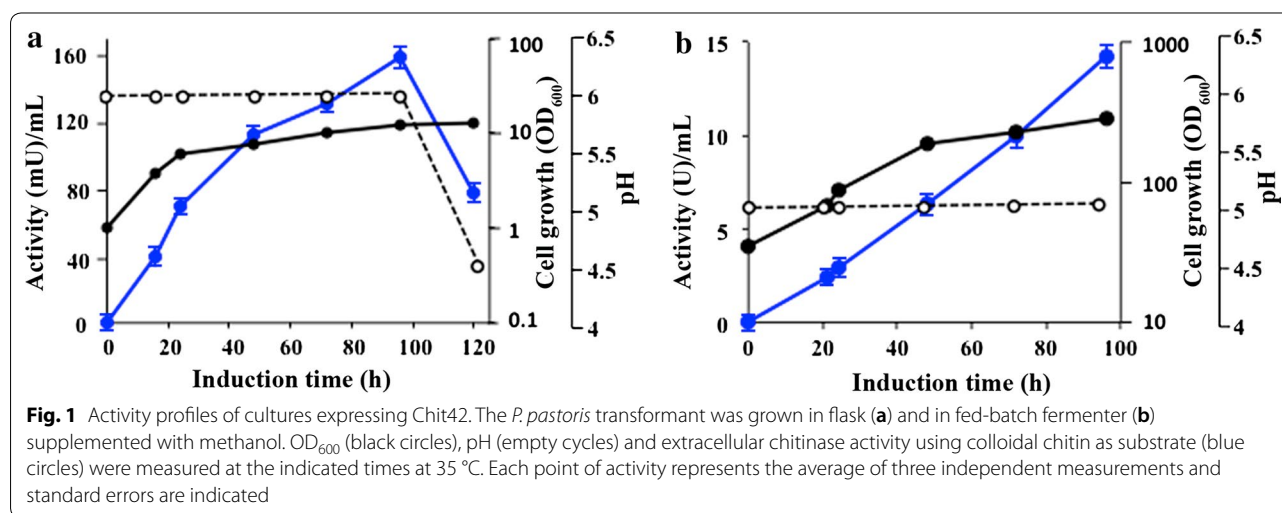 a
160
120
80
40
0
Activity (mU)/mL
0 20 40 60 80 100 120
Induction time (h)
100
10
1
0.1
Cell growth (OD600)
6.5
6
5.5
5
4.5
4
pH
b
15
10
5
0
Activity (U)/mL
0 20 40 60 80 100
Induction time (h)
1000
100
10
Cell growth (OD600)
6.5
6
5.5
5
4.5
4
pH
Fig. 1 Activity profiles of cultures expressing Chit42. The P. pastoris transformant was grown in flask (a) and in fed-batch fermenter (b)
supplemented with methanol. OD600 (black circles), pH (empty cycles) and extracellular chitinase activity using colloidal chitin as substrate (blue
circles) were measured at the indicated times at 35 °C. Each point of activity represents the average of three independent measurements and
standard errors are indicated